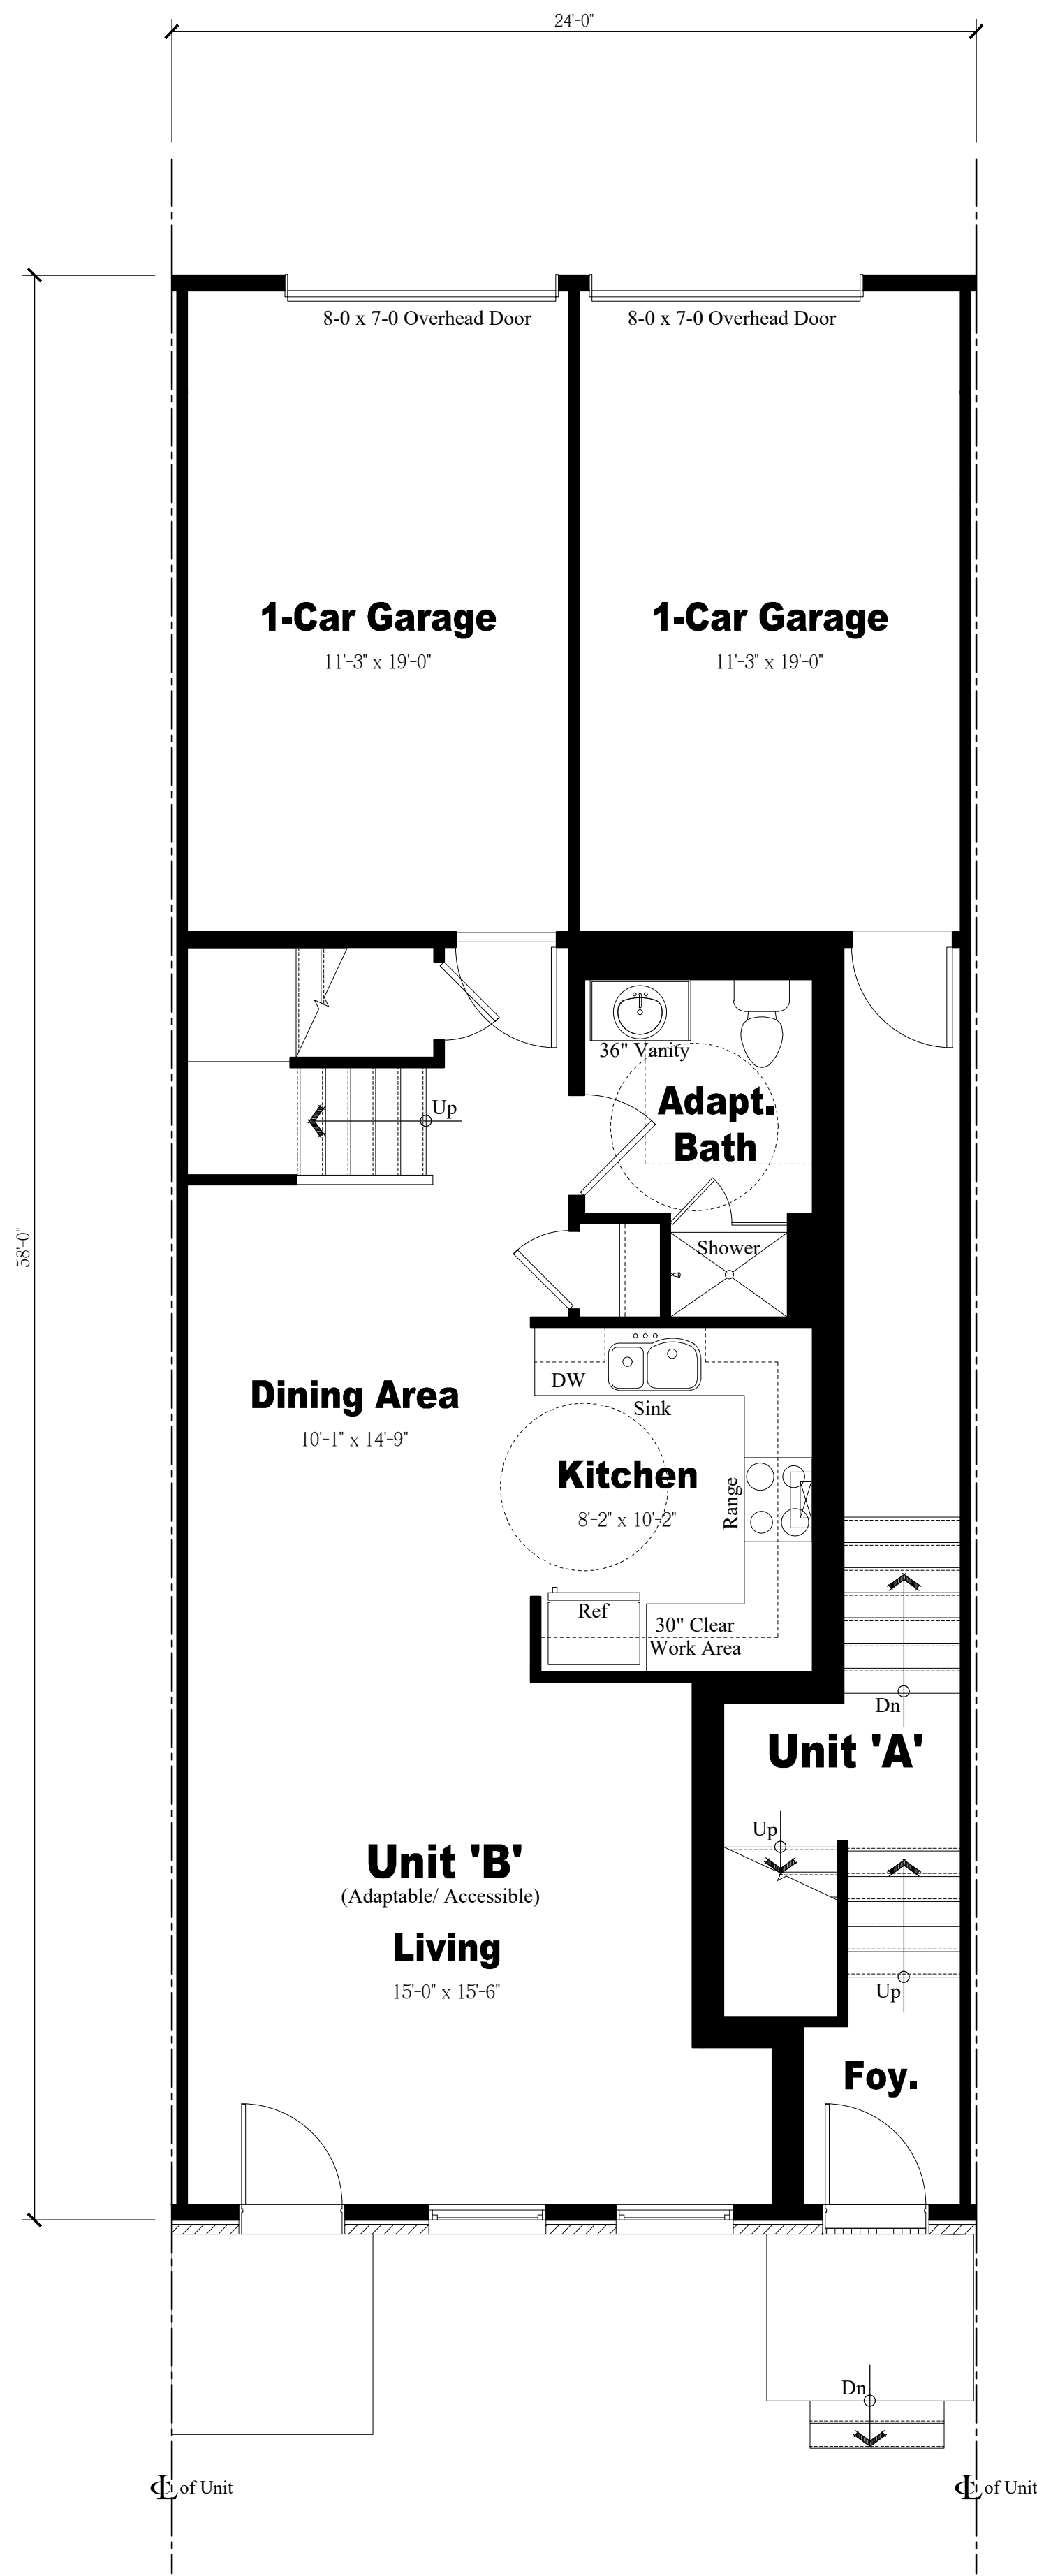 24'-0"
8-0 x 7-0 Overhead Door
8-0 x 7-0 Overhead Door
1-Car Garage
11'-3" x 19'-0"
1-Car Garage
11'-3" x 19'-0"
36" Vanity
Up
Adapt.
Bath
58'-0"
Shower
DW
Sink
Dining Area
10'-1" x 14'-9"
Kitchen
8'-2" x 10'-2"
Range
Ref
30" Clear
Work Area
Dn
Unit 'A'
Up
Unit 'B'
(Adaptable/ Accessible)
Living
15'-0" x 15'-6"
Up
Foy.
Dn
℄ of Unit
℄ of Unit